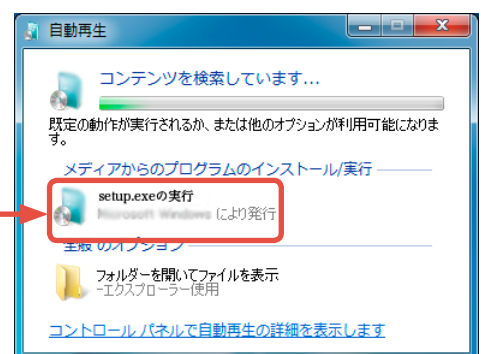 自動再生
コンテンツを検索しています...
既定の動作が実行されるか、または他のオプションが利用可能になりま
す。
メディアからのプログラムのインストール/実行
setup.exeの実行
Microsoft Windows により発行
全般 のオプション
フォルダーを開いてファイルを表示
-エクスプローラー使用
コントロール パネルで自動再生の詳細を表示します